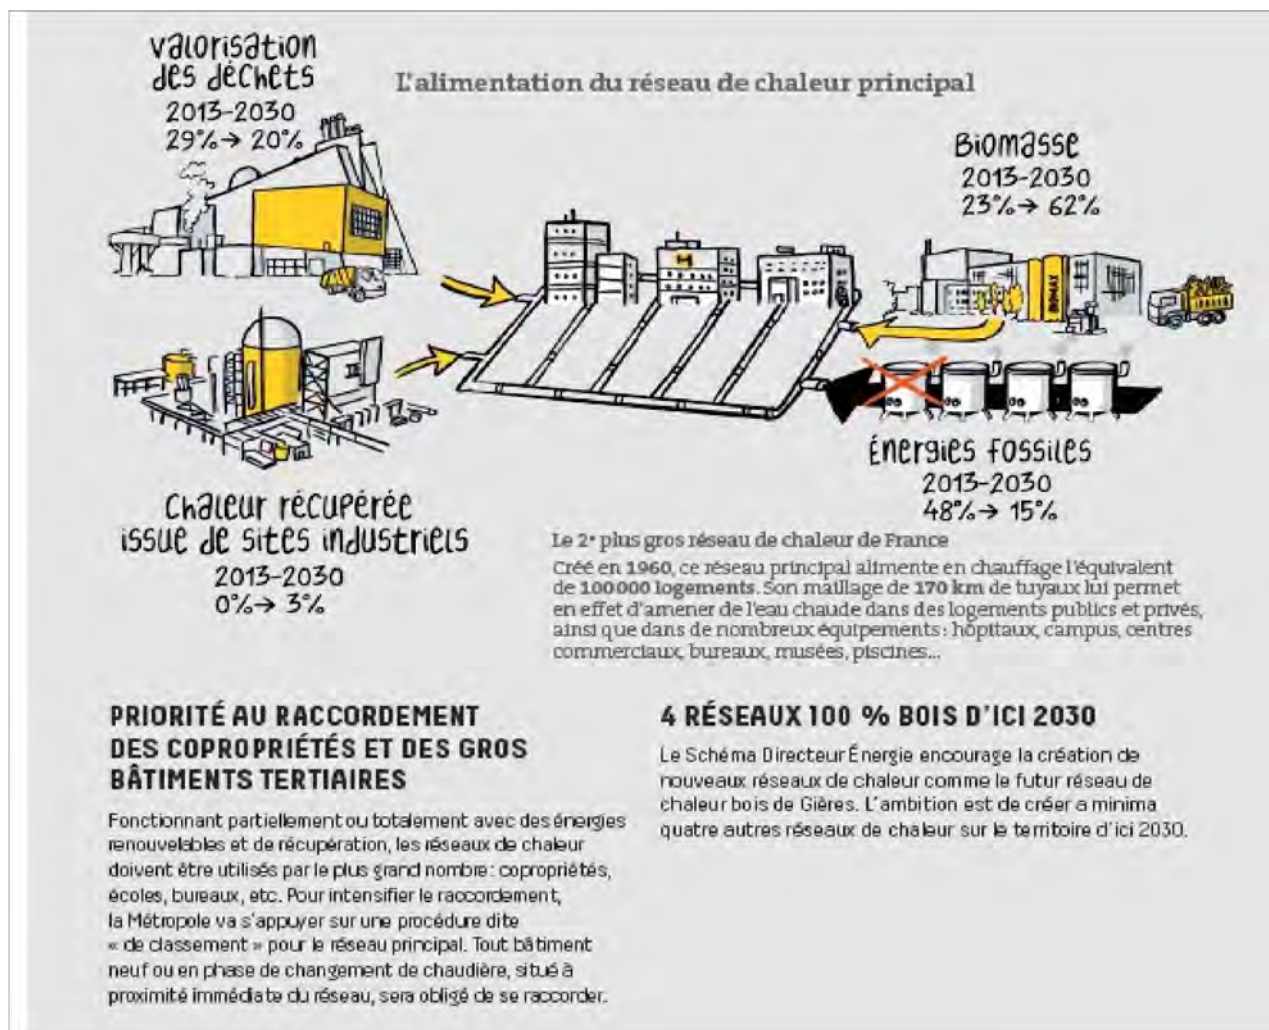 valorisation
des déchets
2013-2030
29%→ 20%
L'alimentation du réseau de chaleur principal
Biomasse
2013-2030
23%→ 62%
H
BIOMAX
Énergies fossiles
2013-2030
48%→ 15%
Chaleur récupérée
issue de sites industriels
2013-2030
0%→ 3%
Le 2e plus gros réseau de chaleur de France
Créé en 1960, ce réseau principal alimente en chauffage l'équivalent
de 100000 logements. Son maillage de 170 km de tuyaux lui permet
en effet d'amener de l'eau chaude dans des logements publics et privés,
ainsi que dans de nombreux équipements : hôpitaux, campus, centres
commerciaux, bureaux, musées, piscines...
PRIORITÉ AU RACCORDEMENT
DES COPROPRIÉTÉS ET DES GROS
BÂTIMENTS TERTIAIRES
Fonctionnant partiellement ou totalement avec des énergies
renouvelables et de récupération, les réseaux de chaleur
doivent être utilisés par le plus grand nombre : copropriétés,
écoles, bureaux, etc. Pour intensifier le raccordement,
la Métropole va s'appuyer sur une procédure dite
« de classement » pour le réseau principal. Tout bâtiment
neuf ou en phase de changement de chaudière, situé à
proximité immédiate du réseau, sera obligé de se raccorder.
4 RÉSEAUX 100 % BOIS D'ICI 2030
Le Schéma Directeur Énergie encourage la création de
nouveaux réseaux de chaleur comme le futur réseau de
chaleur bois de Gières. L'ambition est de créer a minima
quatre autres réseaux de chaleur sur le territoire d'ici 2030.